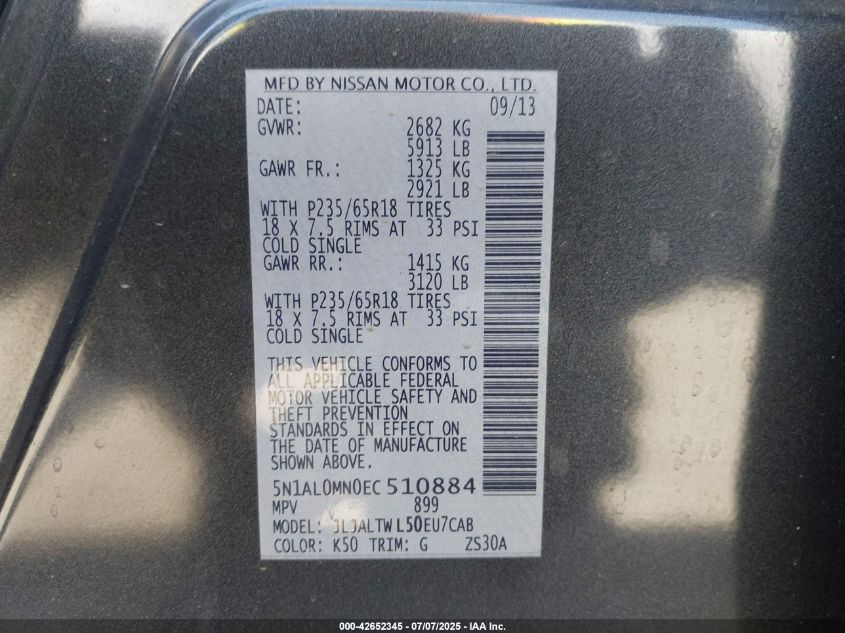 MFD BY NISSAN MOTOR CO., LTD.
DATE: 09/13
GVWR: 2682 KG
5913 LB
GAWR FR.: 1325 KG
2921 LB
WITH P235/65R18 TIRES
18 X 7.5 RIMS AT 33 PSI
COLD SINGLE
GAWR RR.: 1415 KG
3120 LB
WITH P235/65R18 TIRES
18 X 7.5 RIMS AT 33 PSI
COLD SINGLE
THIS VEHICLE CONFORMS TO
ALL APPLICABLE FEDERAL
MOTOR VEHICLE SAFETY AND
THEFT PREVENTION
STANDARDS IN EFFECT ON
THE DATE OF MANUFACTURE
SHOWN ABOVE.
5N1AL0MN0EC510884
MPV 899
MODEL: JLJALTWL50EU7CAB
COLOR: K50 TRIM: G ZS30A
000-42652345 - 07/07/2025 - IAA Inc.